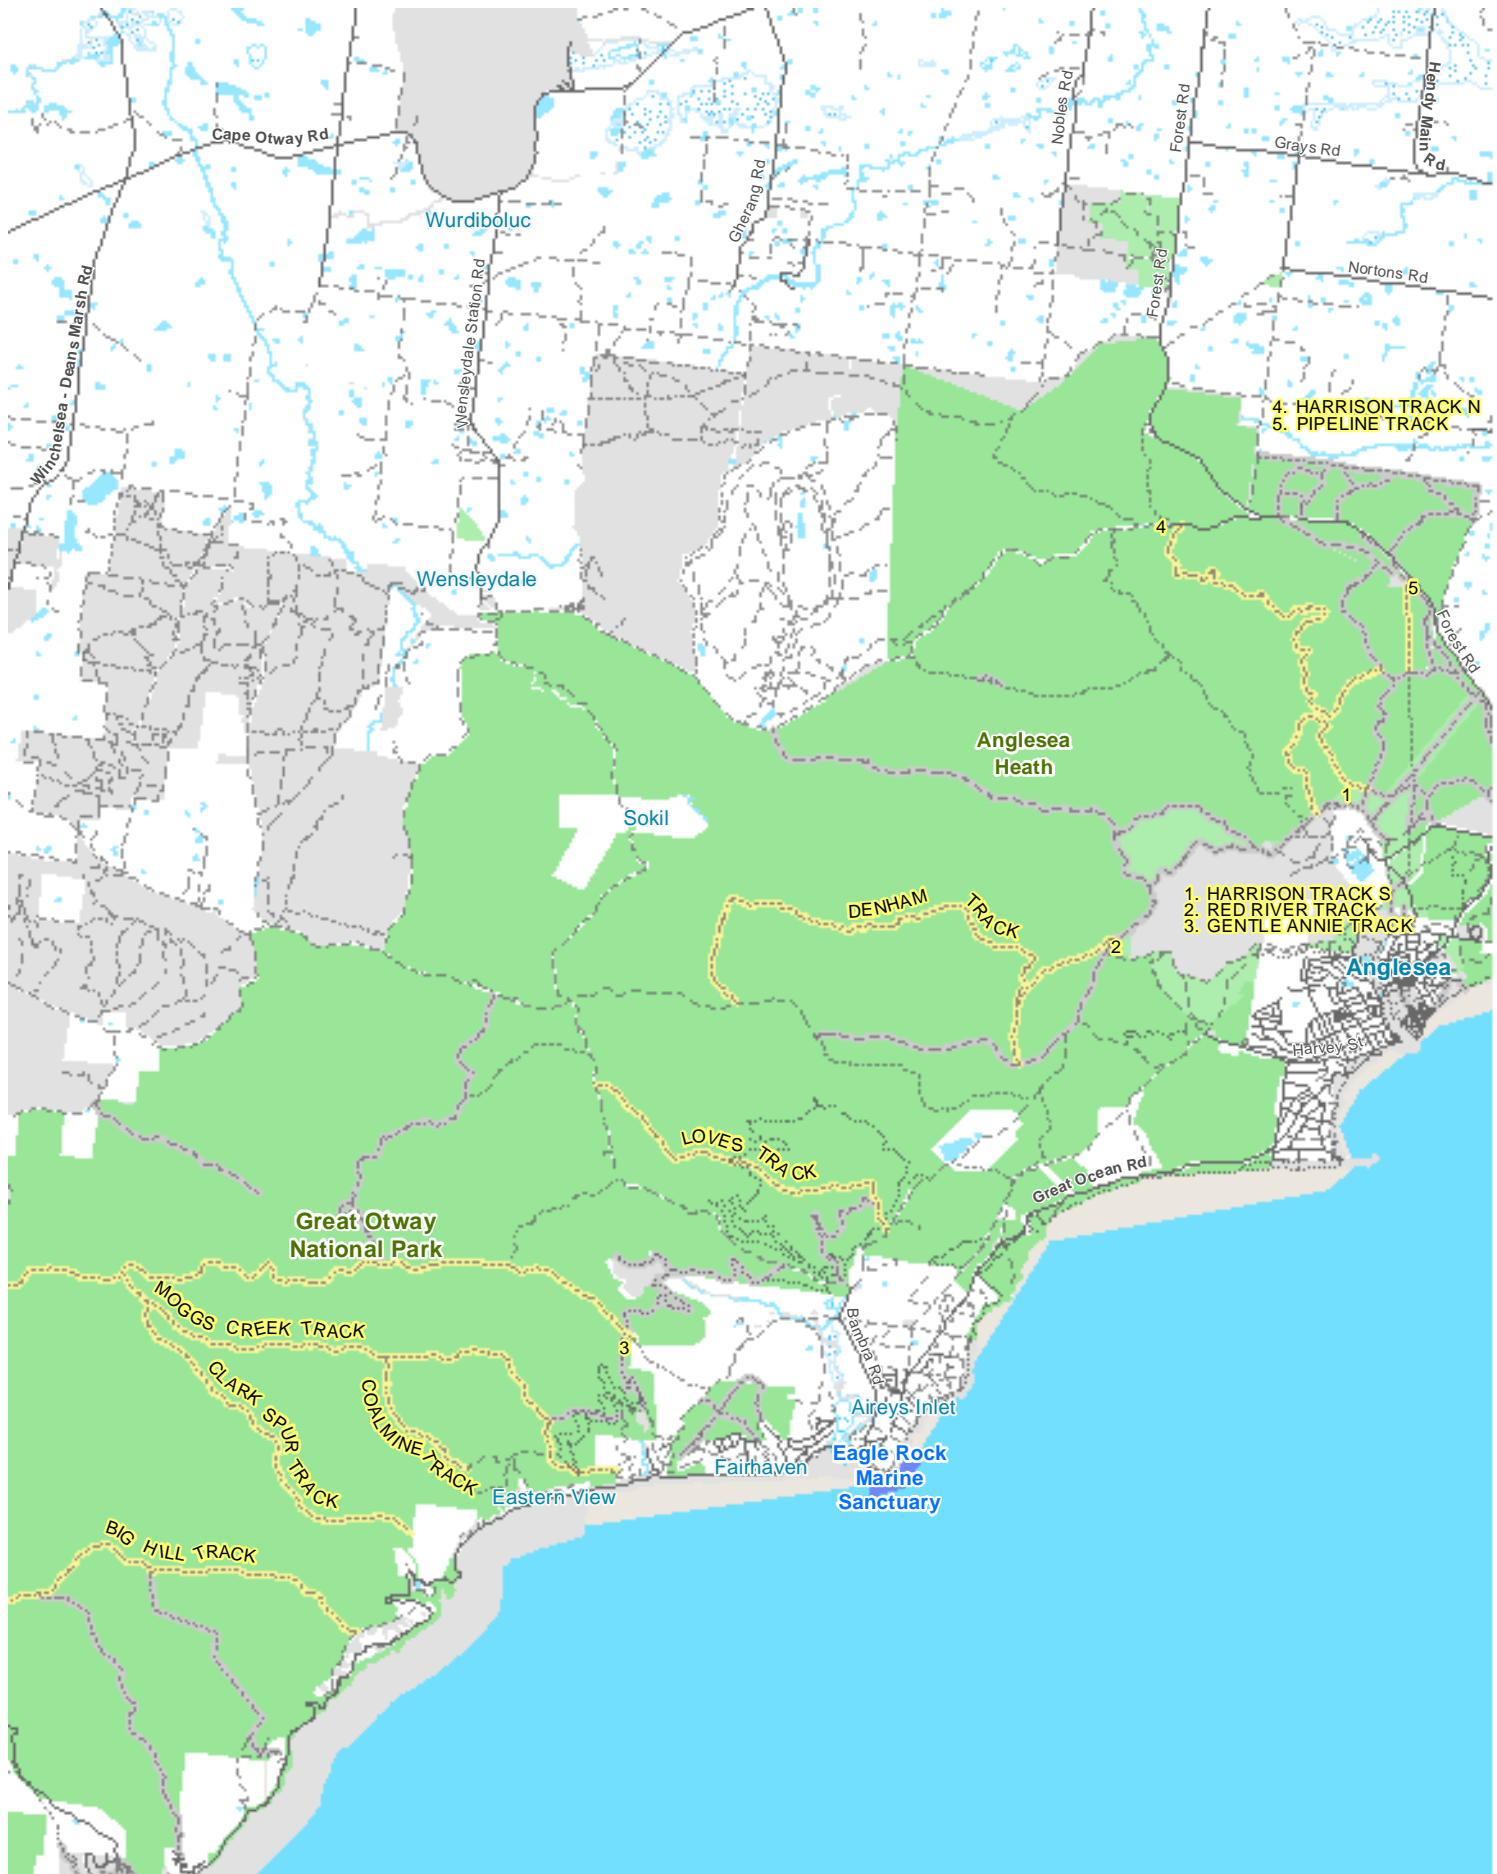 Hendy Main Rd
Nobles Rd
Forest Rd
Cape Otway Rd
Grays Rd
Gherang Rd
Wurdiboluc
Forest Rd
Nortons Rd
Winchelsea - Deans Marsh Rd
Wensleydale Station Rd
4. HARRISON TRACK N
5. PIPELINE TRACK
4
Wensleydale
5
Forest Rd
Anglesea
Heath
1
Sokil
1. HARRISON TRACK S
2. RED RIVER TRACK
3. GENTLE ANNIE TRACK
DENHAM TRACK
2
Anglesea
Harvey St
LOVES TRACK
Great Ocean Rd
Great Otway
National Park
MOGGS CREEK TRACK
3
Bambra Rd
CLARK SPUR TRACK
COALMINE TRACK
Aireys Inlet
Eagle Rock
Marine
Sanctuary
Fairhaven
Eastern View
BIG HILL TRACK